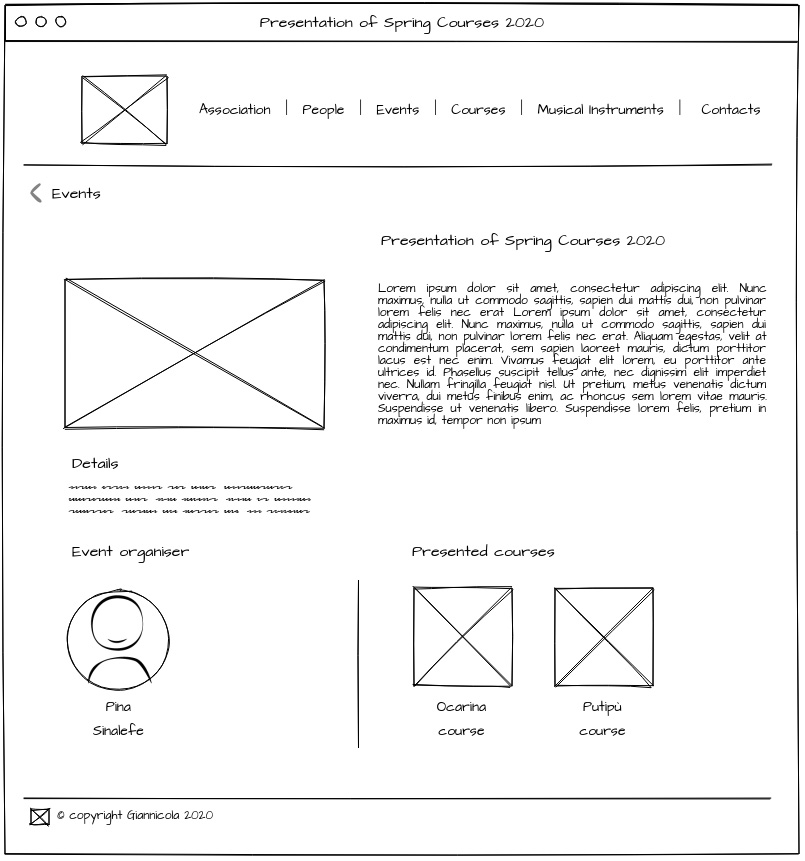 Presentation of Spring Courses 2020
Association | People | Events | Courses | Musical Instruments | Contacts
Events
Presentation of Spring Courses 2020
Lorem ipsum dolor sit amet, consectetur adipiscing elit. Nunc
maximus, nulla ut commodo sagittis, sapien dui mattis dui, non pulvinar
lorem felis nec erat Lorem ipsum dolor sit amet, consectetur
adipiscing elit. Nunc maximus, nulla ut commodo sagittis, sapien dui
mattis dui, non pulvinar lorem felis nec erat. Aliquam egestas, velit at
condimentum placerat, sem sapien laoreet mauris, dictum porttitor
lacus est nec enim. Vivamus feugiat elit lorem, eu porttitor ante
ultrices id. Phasellus suscipit tellus ante, nec dignissim elit imperdiet
nec. Nullam fringilla feugiat nisl. Ut pretium, metus venenatis dictum
viverra, dui metus finibus enim, ac rhoncus sem lorem vitae mauris.
Suspendisse ut venenatis libero. Suspendisse lorem felis, pretium in
maximus id, tempor non ipsum
Details
Event organiser
Pina
Sinalefe
Presented courses
Ocarina
course
Putipù
course
© copyright Giannicola 2020